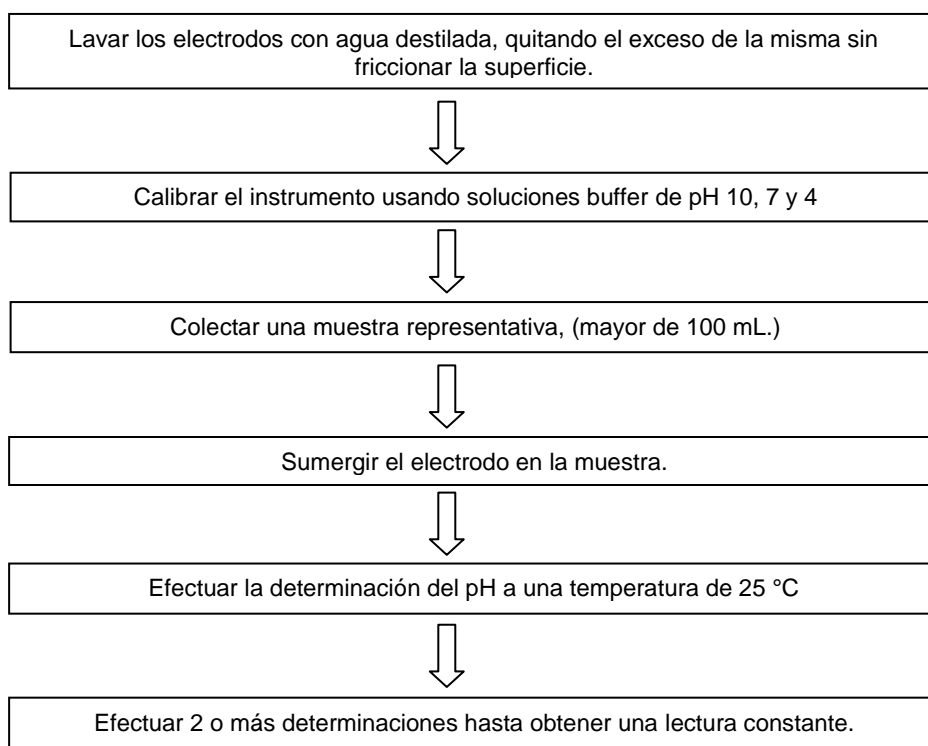 Lavar los electrodos con agua destilada, quitando el exceso de la misma sin
friccionar la superficie.
Calibrar el instrumento usando soluciones buffer de pH 10, 7 y 4
Colectar una muestra representativa, (mayor de 100 mL.)
Sumergir el electrodo en la muestra.
Efectuar la determinación del pH a una temperatura de 25 °C
Efectuar 2 o más determinaciones hasta obtener una lectura constante.